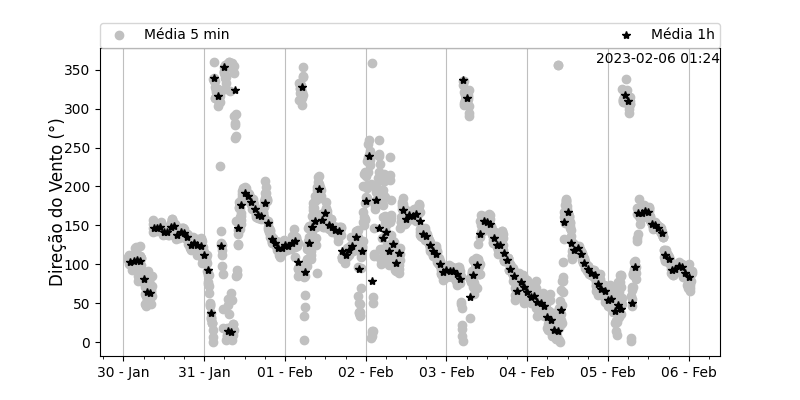 Média 5 min
Média 1h
2023-02-06 01:24
Direção do Vento (°)
350
300
250
200
150
100
50
0
30 - Jan
31 - Jan
01 - Feb
02 - Feb
03 - Feb
04 - Feb
05 - Feb
06 - Feb